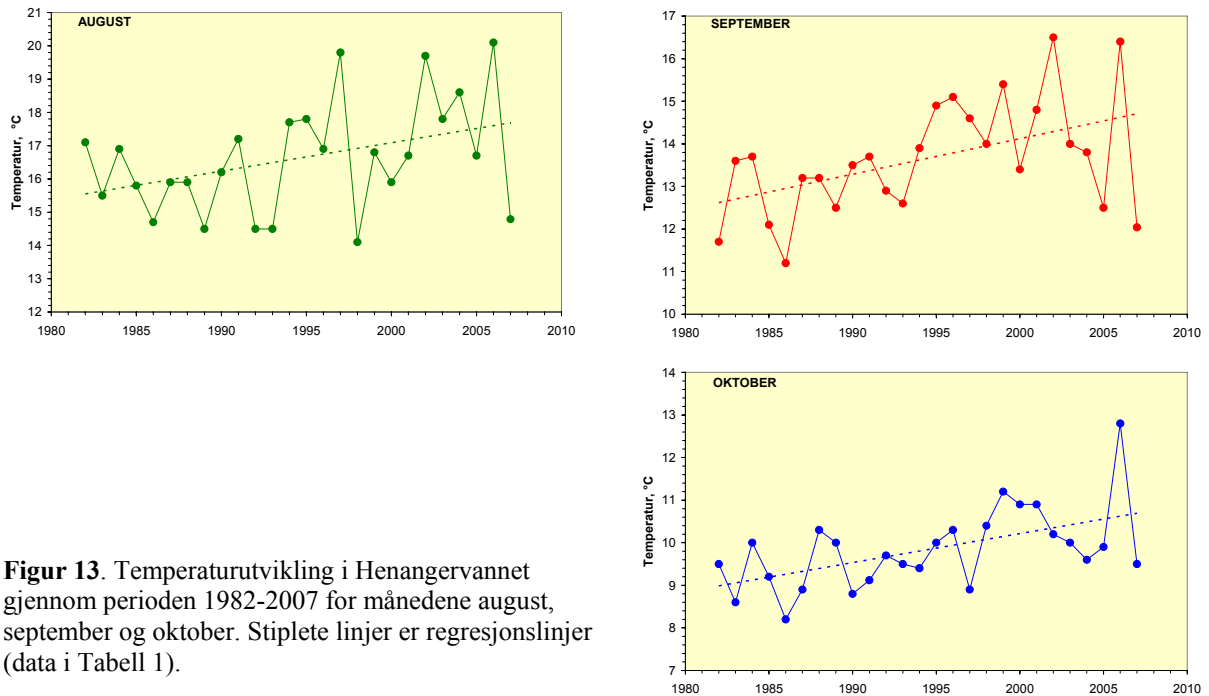 AUGUST
21
20
19
18
17
16
15
14
13
12
Temperatur, °C
1980 1985 1990 1995 2000 2005 2010
SEPTEMBER
17
16
15
14
13
12
11
10
Temperatur, °C
1980 1985 1990 1995 2000 2005 2010
OKTOBER
14
13
12
11
10
9
8
7
Temperatur, °C
1980 1985 1990 1995 2000 2005 2010
Figur 13. Temperaturutvikling i Henangervannet
gjennom perioden 1982-2007 for månedene august,
september og oktober. Stiplete linjer er regresjonslinjer
(data i Tabell 1).